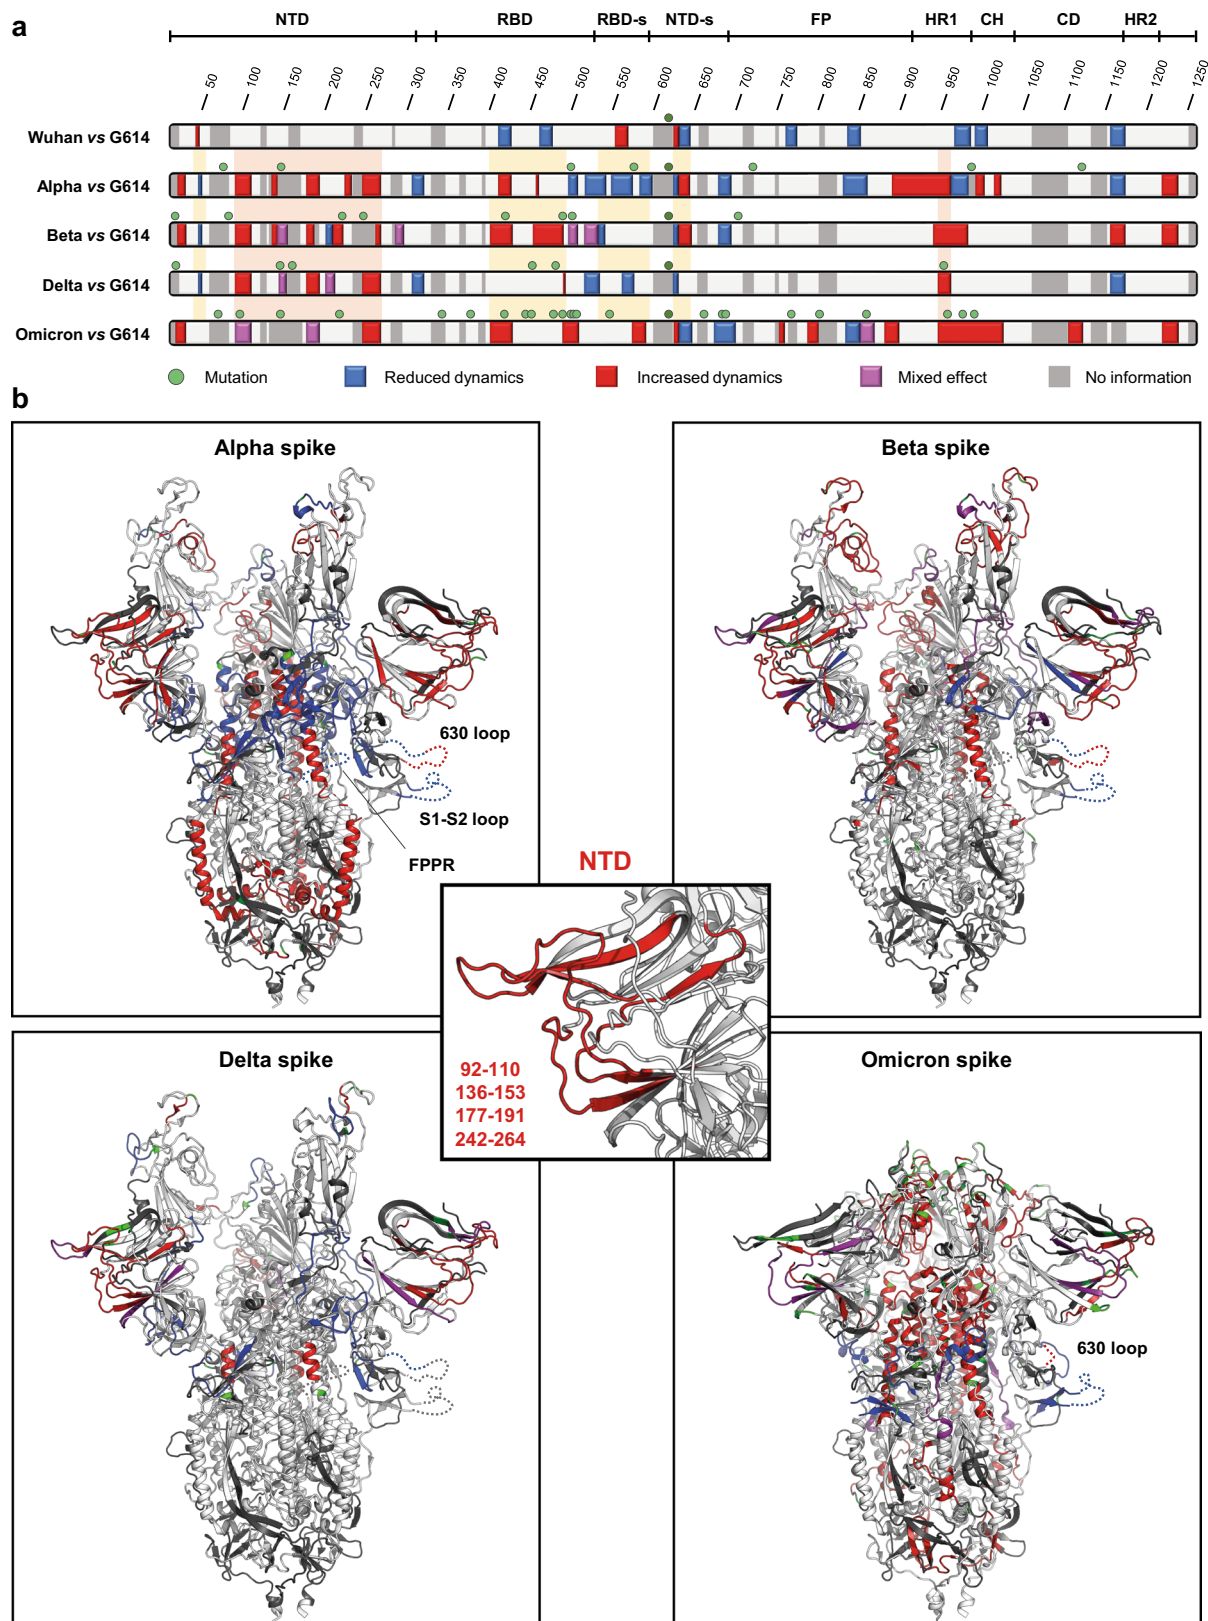 a
NTD RBD RBD-s NTD-s FP HR1 CH CD HR2
50 100 150 200 250 300 350 400 450 500 550 600 650 700 750 800 850 900 950 1000 1050 1100 1150 1200 1250
Wuhan vs G614
Alpha vs G614
Beta vs G614
Delta vs G614
Omicron vs G614
Mutation Reduced dynamics Increased dynamics Mixed effect No information
b
Alpha spike
630 loop
S1-S2 loop
FPPR
Beta spike
NTD
92-110
136-153
177-191
242-264
Delta spike
Omicron spike
630 loop